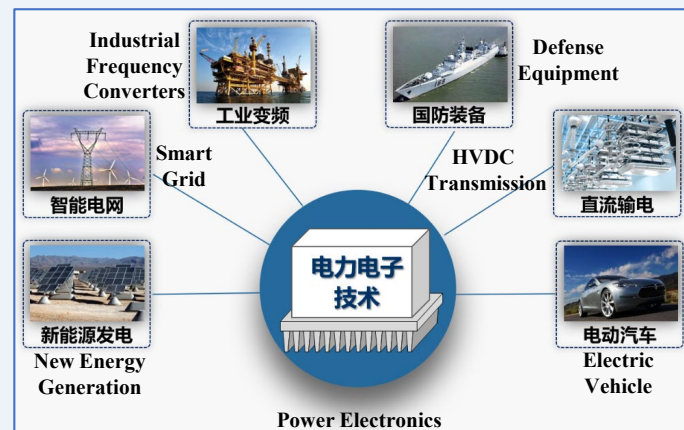 Industrial
Frequency
Converters
工业变频
国防装备
Defense
Equipment
智能电网
Smart
Grid
HVDC
Transmission
直流输电
电力电子
技术
新能源发电
New Energy
Generation
电动汽车
Electric
Vehicle
Power Electronics